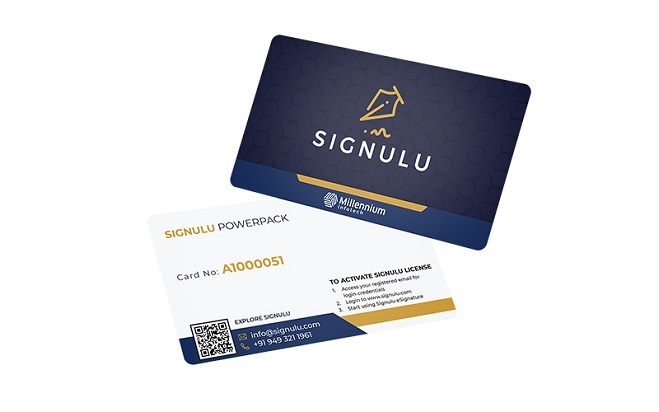 SIGNULU
Millennium
infotech
SIGNULU POWERPACK
Card No: A1000051
TO ACTIVATE SIGNULU LICENSE
1. Access your registered email for
login credentials
2. Login to www.signulu.com
3. Start using Signulu eSignature
EXPLORE SIGNULU
info@signulu.com
+91 949 321 1961